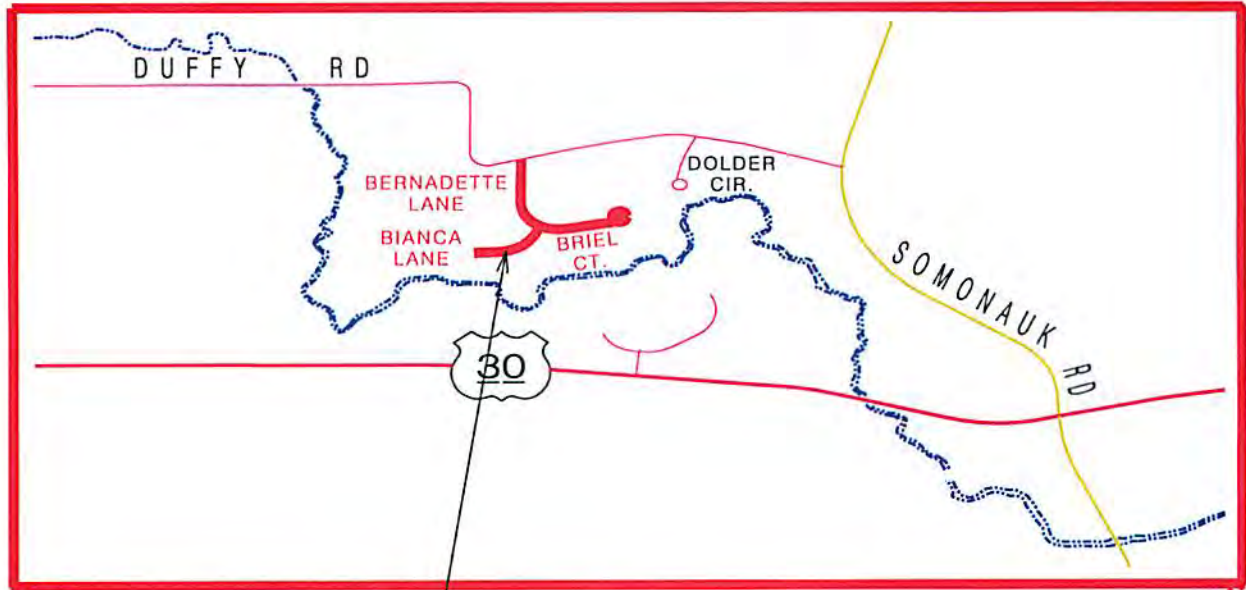 DUFFY RD
DOLDER
CIR.
BERNADETTE
LANE
BIANCA
LANE
BRIEL
CT.
SOMONAUK RD
30